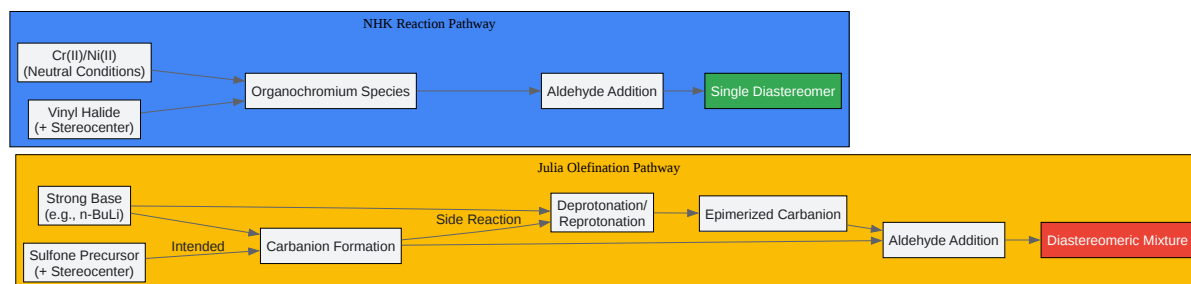 NHK Reaction Pathway
Cr(II)/Ni(II)
(Neutral Conditions)
Vinyl Halide
(+ Stereocenter)
Organochromium Species
Aldehyde Addition
Single Diastereomer
Julia Olefination Pathway
Strong Base
(e.g., n-BuLi)
Sulfone Precursor
(+ Stereocenter)
Intended
Carbanion Formation
Side Reaction
Deprotonation/
Reprotonation
Epimerized Carbanion
Aldehyde Addition
Diastereomeric Mixture